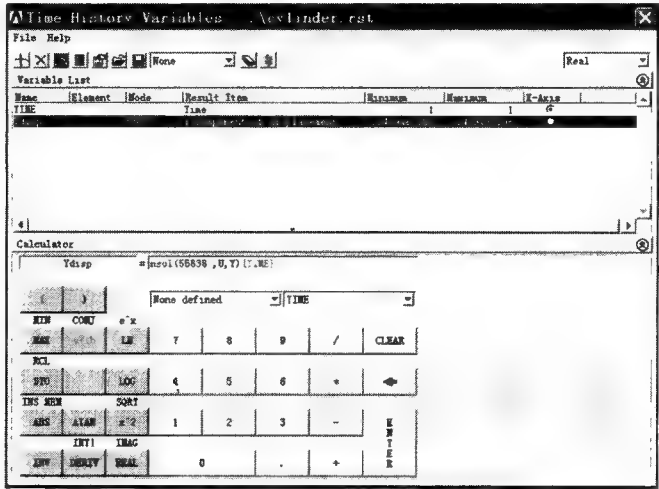 Time History Variables .\cylinder.rst
File Help
None Real
Variable List
Name Element Node Result Item Minimum Maximum X-Axis
TIME Time 1 1
Calculator
Ydisp = nsol(55838 ,U,Y){TIME}
( )
None defined TIME
MIN CONJ e^x
MAX LN 7 8 9 / CLEAR
RCL
STO LOG 4 5 6 *
INS MEM SQRT
ABS ATAN x^2 1 2 3 -
INT1 IMAG
INV DERIV REAL 0 . +
ENTER